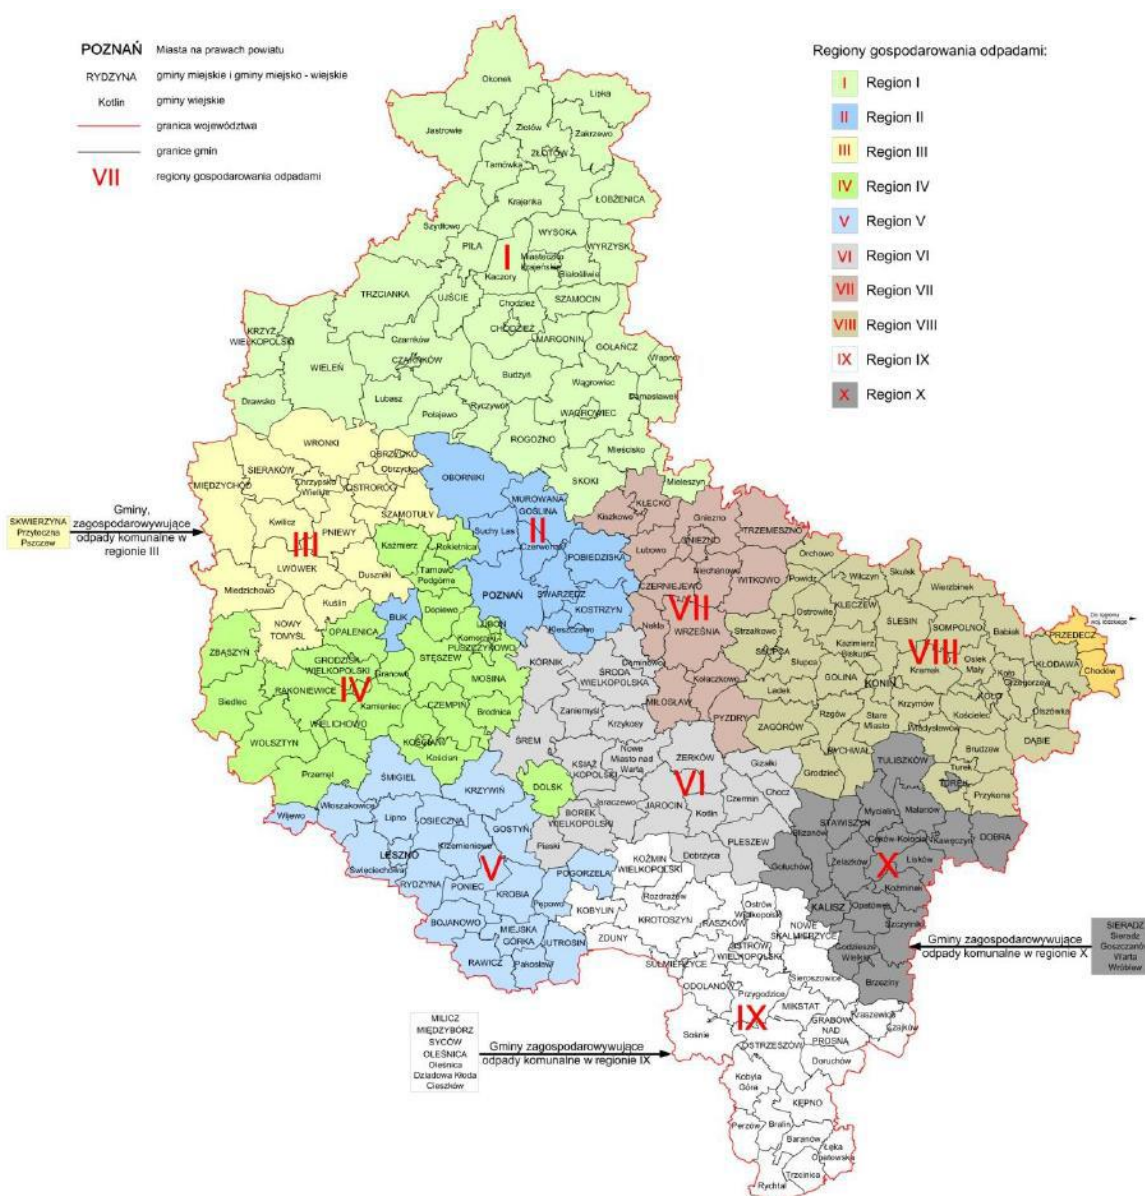 POZNAŃ Miasta na prawach powiatu
RYDZYNA gminy miejskie i gminy miejsko - wiejskie
Kotlin gminy wiejskie
granica województwa
granice gmin
VII regiony gospodarowania odpadami
Regiony gospodarowania odpadami:
I Region I
II Region II
III Region III
IV Region IV
V Region V
VI Region VI
VII Region VII
VIII Region VIII
IX Region IX
X Region X
Okonek
Lipka
Jastrowie
Złotów
Zakrzewo
ZŁOTÓW
Tarnówka
Krajenka
ŁOBŻENICA
Szydłowo
WYSOKA
PIŁA
WYRZYSK
I
Miasteczko
Krajeńskie
Białośliwie
Kaczory
TRZCIANKA
UJŚCIE
Chodzież
SZAMOCIN
CHODZIEŻ
MARGONIN
KRZYŻ
WIELKOPOLSKI
Czarnków
CZARNKÓW
GOŁAŃCZ
Wapno
WIELEŃ
Budzyń
Wągrowiec
Damasławek
Drawsko
Lubasz
Ryczywół
Połajewo
WĄGROWIEC
ROGOŹNO
Mieścisko
SKOKI
Mieleszyn
WRONKI
OBRZYCKO
Obrzycko
SIERAKÓW
MIĘDZYCHÓD
Chrzypsko
Wielkie
OSTRORÓG
SZAMOTUŁY
Kwilcz
PNIEWY
III
LWÓWEK
Duszniki
Miedzichowo
Kuślin
NOWY
TOMYŚL
SKWIERZYNA
Przytoczna
Pszczew
Gminy,
zagospodarowywujące
odpady komunalne w
regionie III
OBORNIKI
MUROWANA
GOŚLINA
II
Suchy Las
Czerwonak
POBIEDZISKA
POZNAŃ
SWARZĘDZ
KOSTRZYN
Kleszczewo
BUK
Kaźmierz
Rokietnica
Tarnowo
Podgórne
Dopiewo
LUBOŃ
Komorniki
PUSZCZYKOWO
ZBĄSZYŃ
OPALENICA
GRODZISK
WIELKOPOLSKI
Granowo
STĘSZEW
MOSINA
IV
RAKONIEWICE
Kamieniec
CZEMPIŃ
Brodnica
Siedlec
WIELICHOWO
KOŚCIAN
Kościan
WOLSZTYN
Przemęt
DOLSK
KŁECKO
Kiszkowo
Gniezno
TRZEMESZNO
GNIEZNO
Łubowo
Niechanowo
CZERNIEJEWO
WITKOWO
VII
Nekla
WRZEŚNIA
Kołaczkowo
MIŁOSŁAW
PYZDRY
Orchowo
Skulsk
Wilczyn
Wierzbinek
Powidz
KLECZEW
Ostrowite
ŚLESIN
SOMPOLNO
Babiak
PRZEDECZ
Strzałkowo
SŁUPCA
Słupca
Kazimierz
Biskupi
VIII
Osiek
Mały
KŁODAWA
Chodów
Kramsk
GOLINA
KONIN
Koło
KOŁO
Grzegorzew
Lądek
Krzymów
Olszówka
ZAGORÓW
Rzgów
Stare
Miasto
Kościelec
DĄBIE
Władysławów
RYCHWAŁ
Brudzew
Grodziec
Turek
TUREK
Przykona
KÓRNIK
Dominowo
ŚRODA
WIELKOPOLSKA
Zaniemyśl
Krzykosy
ŚREM
Nowe
Miasto nad
Wartą
KSIĄŻ
WIELKOPOLSKI
ŻERKÓW
Gizałki
VI
Chocz
Czermin
Jaraczewo
JAROCIN
Kotlin
BOREK
WIELKOPOLSKI
Piaski
Dobrzyca
PLESZEW
ŚMIGIEL
KRZYWIŃ
Wijewo
Włoszakowice
Lipno
OSIECZNA
GOSTYŃ
LESZNO
Krzemieniewo
Święciechowa
V
POGORZELA
RYDZYNA
PONIEC
KROBIA
Pępowo
BOJANOWO
MIEJSKA
GÓRKA
JUTROSIN
RAWICZ
Pakosław
TULISZKÓW
Mycielin
Malanów
STAWISZYN
DOBRA
Blizanów
Ceków-Kolonia
Kawęczyn
Gołuchów
Żelazków
X
Lisków
Koźminek
KALISZ
Opatówek
Szczytniki
Godziesze
Wielkie
Brzeziny
SIERADZ
Sieradz
Goszczanów
Warta
Wróblew
Gminy zagospodarowywujące
odpady komunalne w regionie X
KOŹMIN
WIELKOPOLSKI
Rozdrażew
KOBYLIN
KROTOSZYN
RASZKÓW
Ostrów
Wielkopolski
NOWE
SKALMIERZYCE
ZDUNY
OSTRÓW
WIELKOPOLSKI
SULMIERZYCE
Sieroszewice
ODOLANÓW
Przygodzice
MIKSTAT
Kraszewice
IX
GRABÓW
NAD
PROSNĄ
Czajków
Sośnie
OSTRZESZÓW
Doruchów
Kobyla
Góra
KĘPNO
Perzów
Bralin
Baranów
Łęka
Opatowska
Trzcinica
Rychtal
MILICZ
MIĘDZYBÓRZ
SYCÓW
OLEŚNICA
Oleśnica
Dziadowa Kłoda
Cieszków
Gminy zagospodarowywujące
odpady komunalne w regionie IX